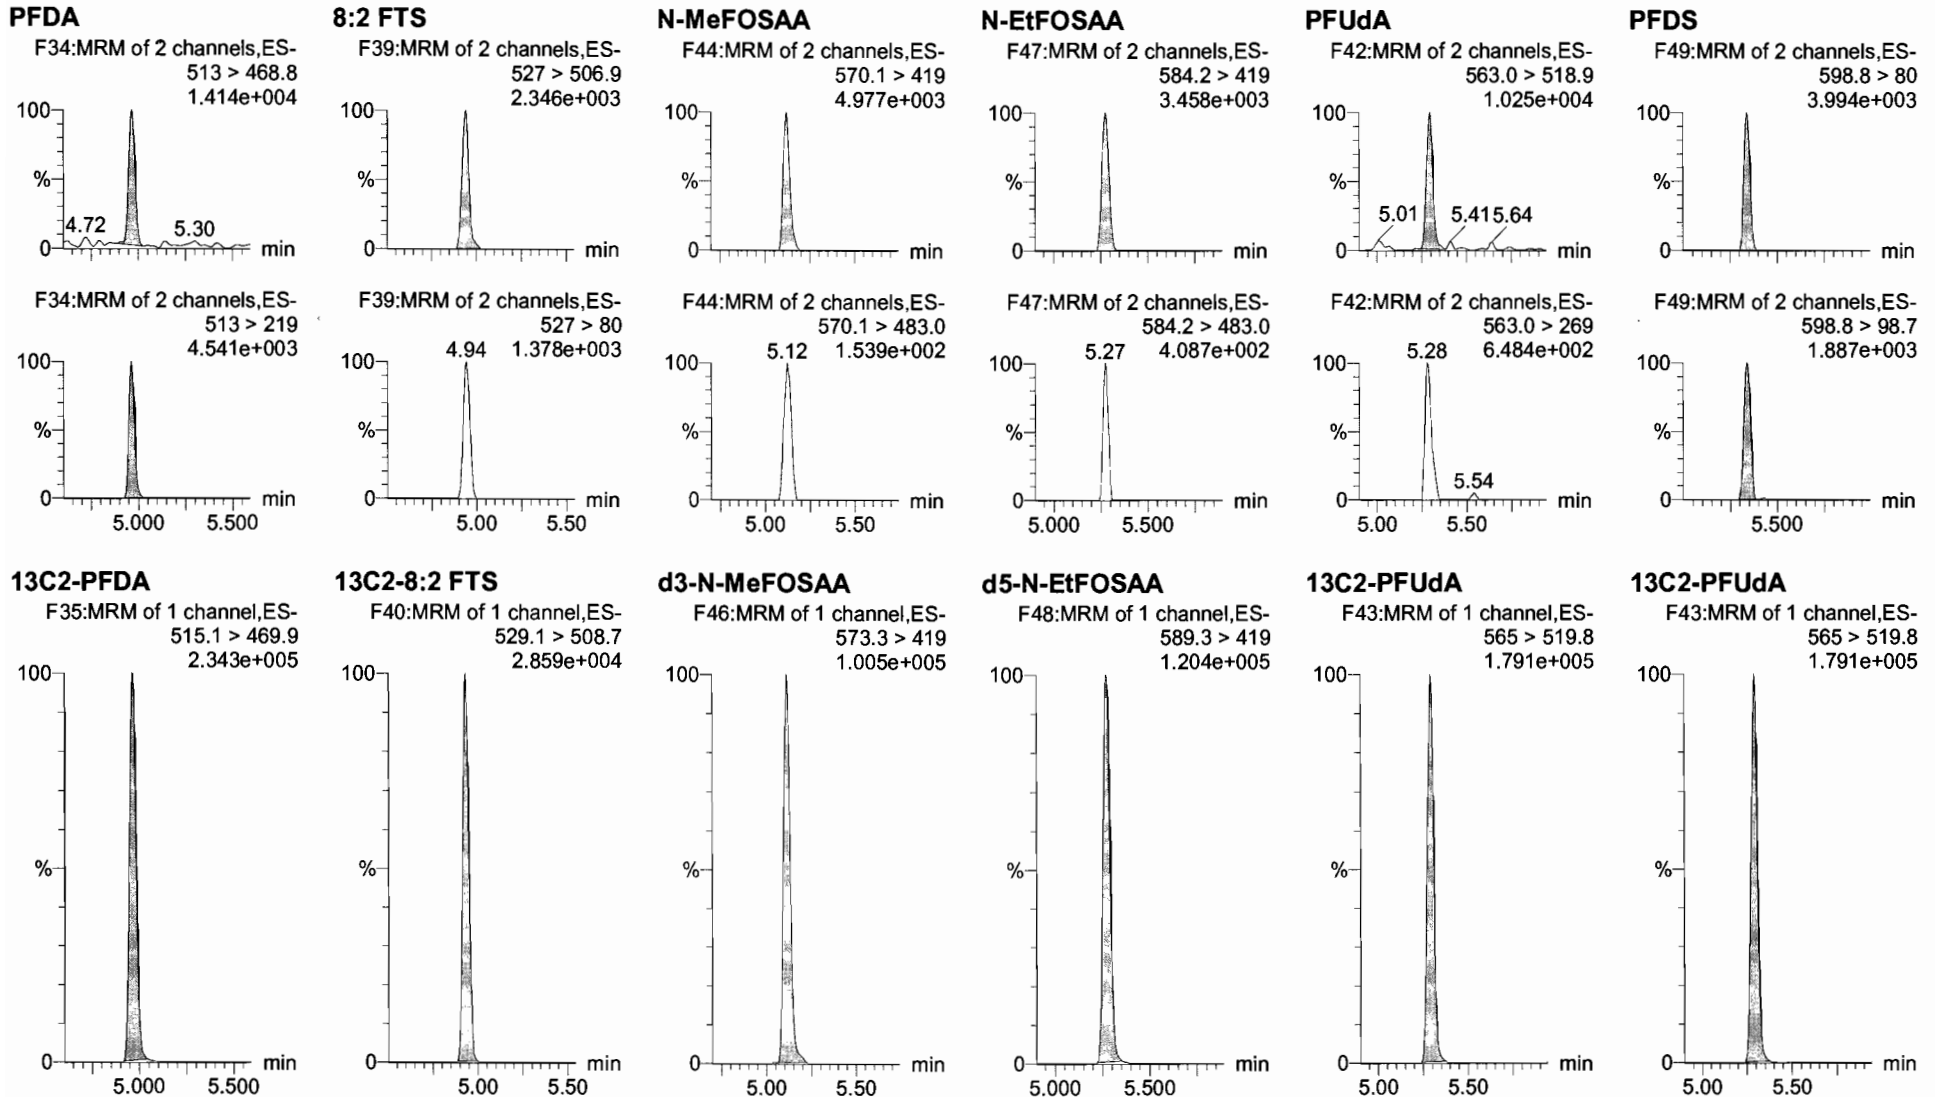 PFDA
F34:MRM of 2 channels,ES-
513 > 468.8
1.414e+004
100
%
4.72
5.30
0
min
F34:MRM of 2 channels,ES-
513 > 219
4.541e+003
100
%
0
min
5.000 5.500
8:2 FTS
F39:MRM of 2 channels,ES-
527 > 506.9
2.346e+003
100
%
0
min
F39:MRM of 2 channels,ES-
527 > 80
4.94 1.378e+003
100
%
0
min
5.00 5.50
N-MeFOSAA
F44:MRM of 2 channels,ES-
570.1 > 419
4.977e+003
100
%
0
min
F44:MRM of 2 channels,ES-
570.1 > 483.0
5.12 1.539e+002
100
%
0
min
5.00 5.50
N-EtFOSAA
F47:MRM of 2 channels,ES-
584.2 > 419
3.458e+003
100
%
0
min
F47:MRM of 2 channels,ES-
584.2 > 483.0
5.27 4.087e+002
100
%
0
min
5.000 5.500
PFUdA
F42:MRM of 2 channels,ES-
563.0 > 518.9
1.025e+004
100
%
5.01 5.41 5.64
0
min
F42:MRM of 2 channels,ES-
563.0 > 269
5.28 6.484e+002
100
%
5.54
0
min
5.00 5.50
PFDS
F49:MRM of 2 channels,ES-
598.8 > 80
3.994e+003
100
%
0
min
F49:MRM of 2 channels,ES-
598.8 > 98.7
1.887e+003
100
%
0
min
5.500
13C2-PFDA
F35:MRM of 1 channel,ES-
515.1 > 469.9
2.343e+005
100
%
0
min
5.000 5.500
13C2-8:2 FTS
F40:MRM of 1 channel,ES-
529.1 > 508.7
2.859e+004
100
%
0
min
5.00 5.50
d3-N-MeFOSAA
F46:MRM of 1 channel,ES-
573.3 > 419
1.005e+005
100
%
0
min
5.00 5.50
d5-N-EtFOSAA
F48:MRM of 1 channel,ES-
589.3 > 419
1.204e+005
100
%
0
min
5.000 5.500
13C2-PFUdA
F43:MRM of 1 channel,ES-
565 > 519.8
1.791e+005
100
%
0
min
5.00 5.50
13C2-PFUdA
F43:MRM of 1 channel,ES-
565 > 519.8
1.791e+005
100
%
0
min
5.00 5.50